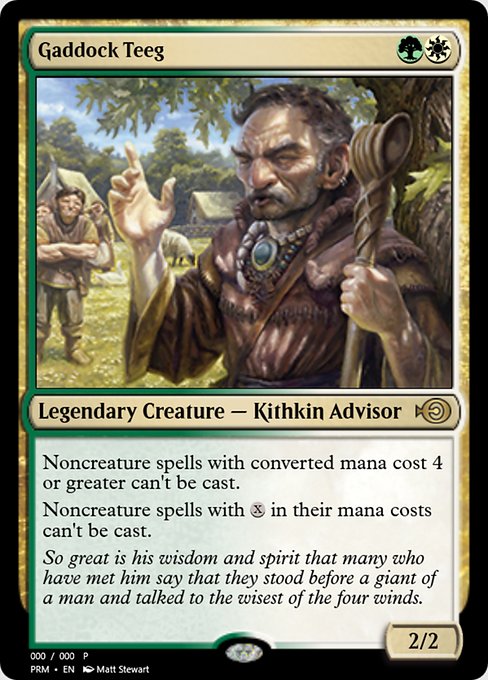 Gaddock Teeg
Legendary Creature — Kithkin Advisor
Noncreature spells with converted mana cost 4
or greater can't be cast.
Noncreature spells with X in their mana costs
can't be cast.
So great is his wisdom and spirit that many who
have met him say that they stood before a giant of
a man and talked to the wisest of the four winds.
2/2
000 / 000 P
PRM • EN Matt Stewart